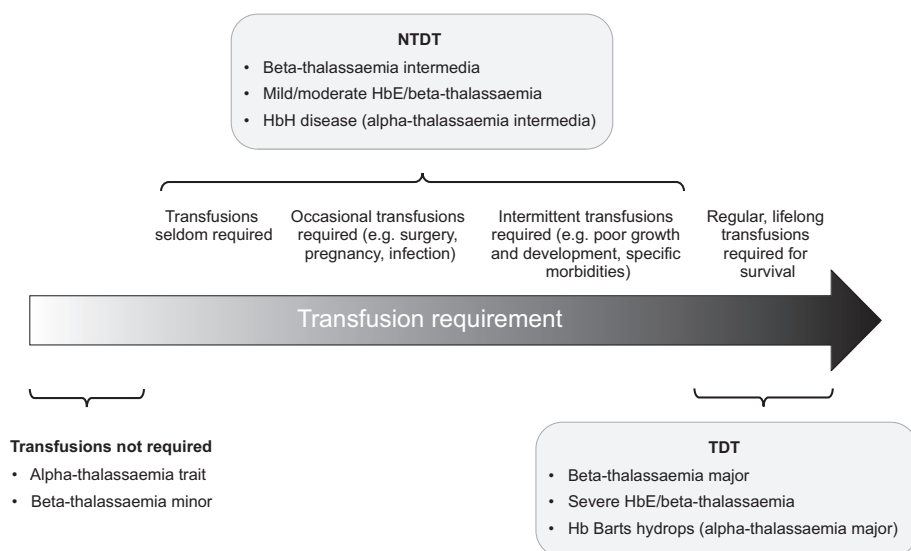 NTDT
• Beta-thalassaemia intermedia
• Mild/moderate HbE/beta-thalassaemia
• HbH disease (alpha-thalassaemia intermedia)
Transfusions
seldom required
Occasional transfusions
required (e.g. surgery,
pregnancy, infection)
Intermittent transfusions
required (e.g. poor growth
and development, specific
morbidities)
Regular, lifelong
transfusions
required for
survival
Transfusion requirement
Transfusions not required
• Alpha-thalassaemia trait
• Beta-thalassaemia minor
TDT
• Beta-thalassaemia major
• Severe HbE/beta-thalassaemia
• Hb Barts hydrops (alpha-thalassaemia major)